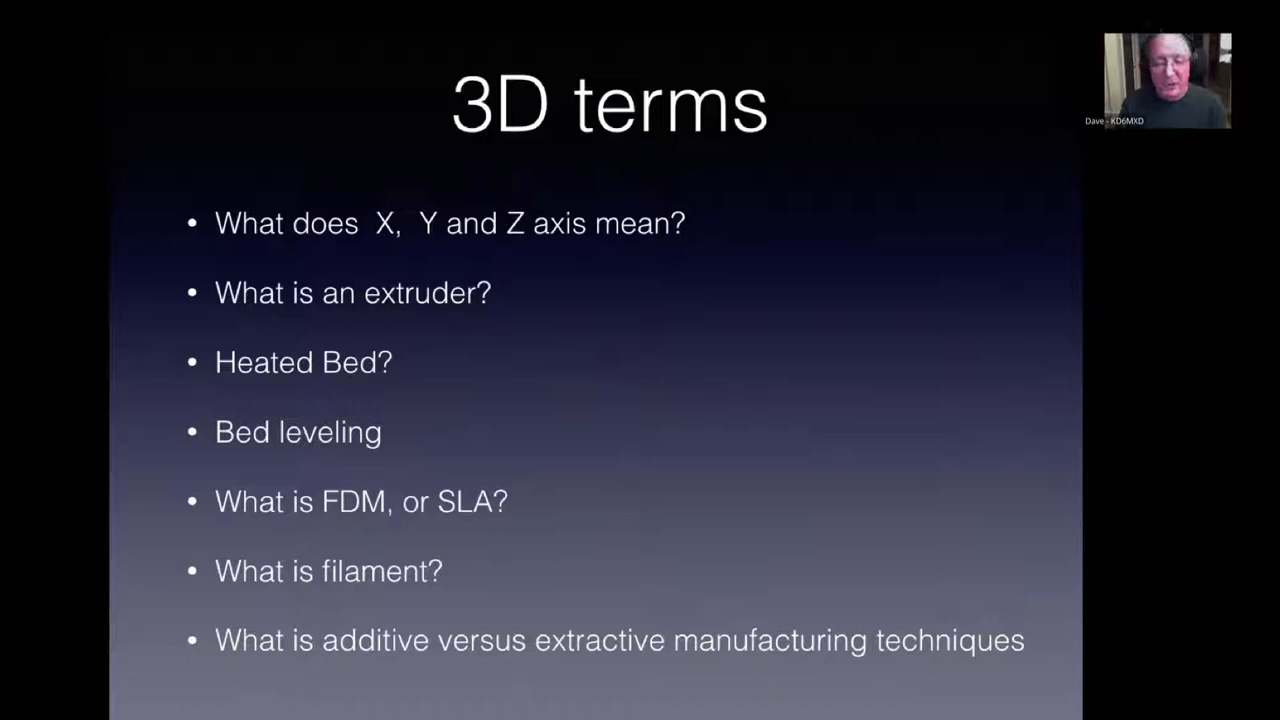 3D terms
Dave - KD6MXD
• What does X, Y and Z axis mean?
• What is an extruder?
• Heated Bed?
• Bed leveling
• What is FDM, or SLA?
• What is filament?
• What is additive versus extractive manufacturing techniques